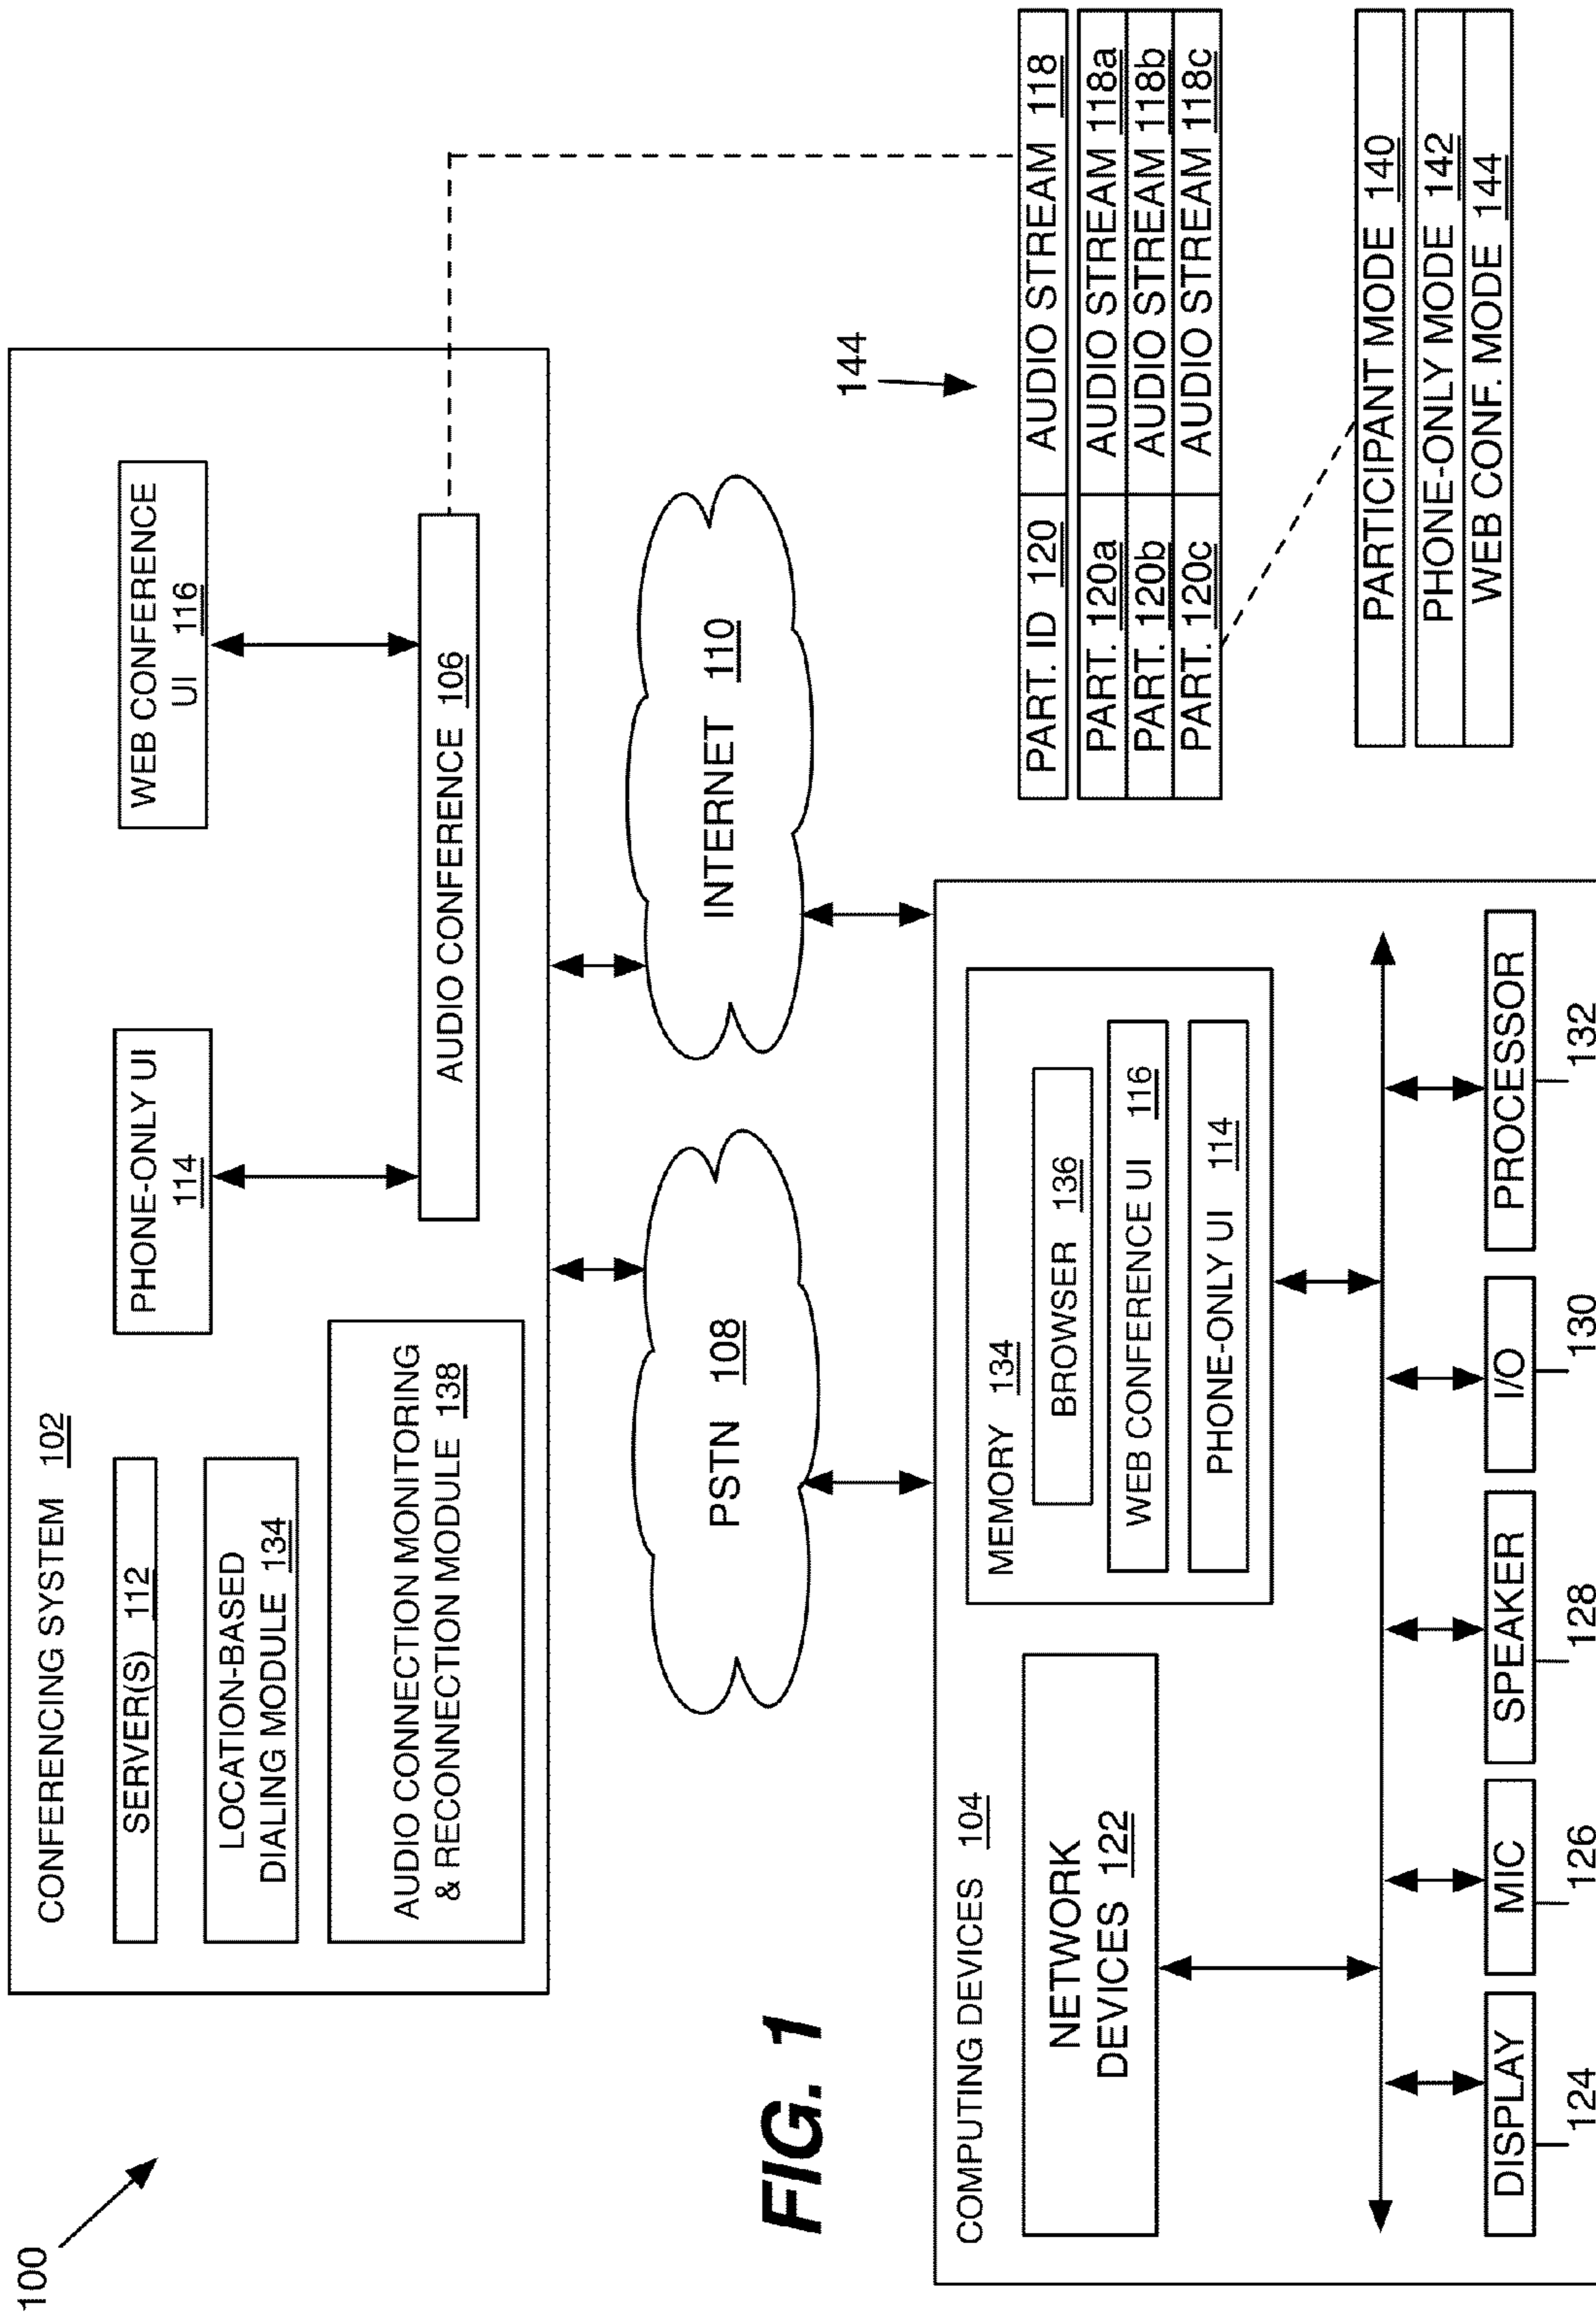 100
CONFERENCING SYSTEM 102
SERVER(S) 112
LOCATION-BASED
DIALING MODULE 134
AUDIO CONNECTION MONITORING
& RECONNECTION MODULE 138
PHONE-ONLY UI
114
WEB CONFERENCE
UI 116
AUDIO CONFERENCE 106
PSTN 108
INTERNET 110
FIG. 1
144
COMPUTING DEVICES 104
NETWORK
DEVICES 122
MEMORY 134
BROWSER 136
WEB CONFERENCE UI 116
PHONE-ONLY UI 114
DISPLAY
MIC
SPEAKER
I/O
PROCESSOR
124
126
128
130
132
PART. ID 120 AUDIO STREAM 118
PART. 120a AUDIO STREAM 118a
PART. 120b AUDIO STREAM 118b
PART. 120c AUDIO STREAM 118c
PARTICIPANT MODE 140
PHONE-ONLY MODE 142
WEB CONF. MODE 144